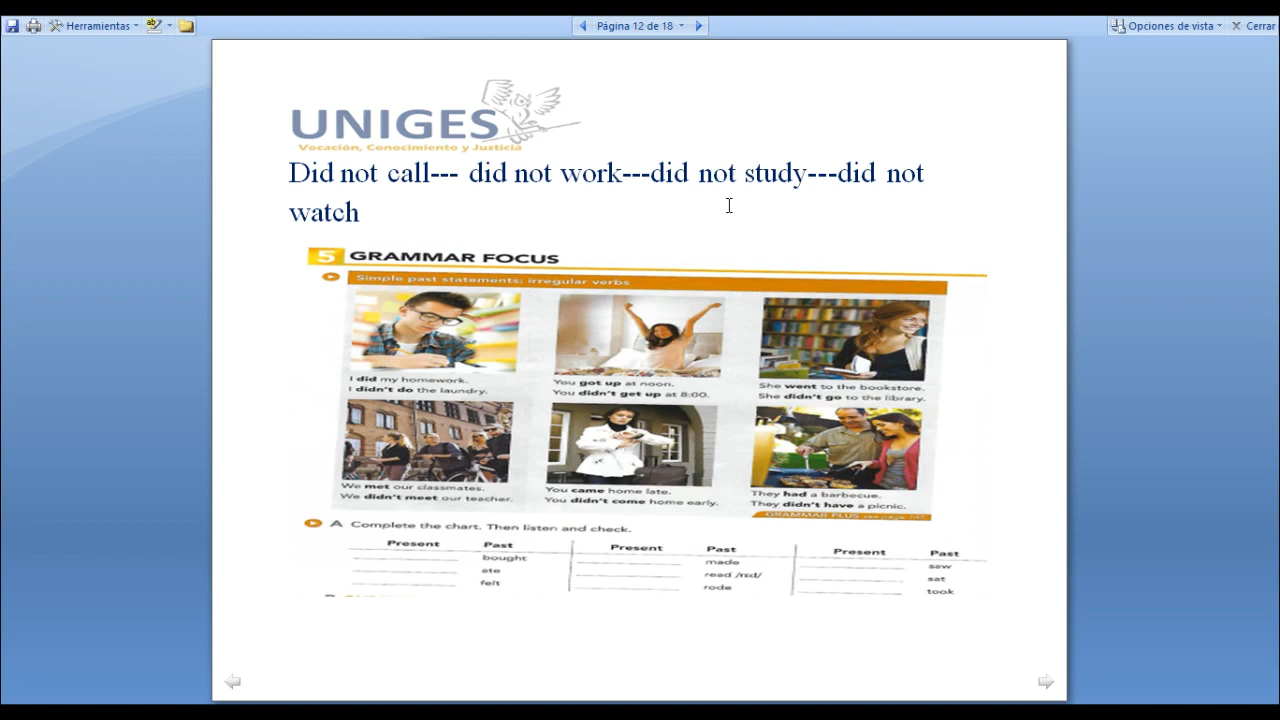 Herramientas
Página 12 de 18
Opciones de vista
Cerrar
UNIGES
Vocación, Conocimiento y Justicia
Did not call--- did not work---did not study---did not
watch
5 GRAMMAR FOCUS
Simple past statements: irregular verbs
I did my homework.
I didn't do the laundry.
You got up at noon.
You didn't get up at 8:00.
She went to the bookstore.
She didn't go to the library.
We met our classmates.
We didn't meet our teacher.
You came home late.
You didn't come home early.
They had a barbecue.
They didn't have a picnic.
GRAMMAR PLUS see page
A Complete the chart. Then listen and check.
Present Past Present Past Present Past
bought made saw
ate read /rɛd/ sat
felt rode took